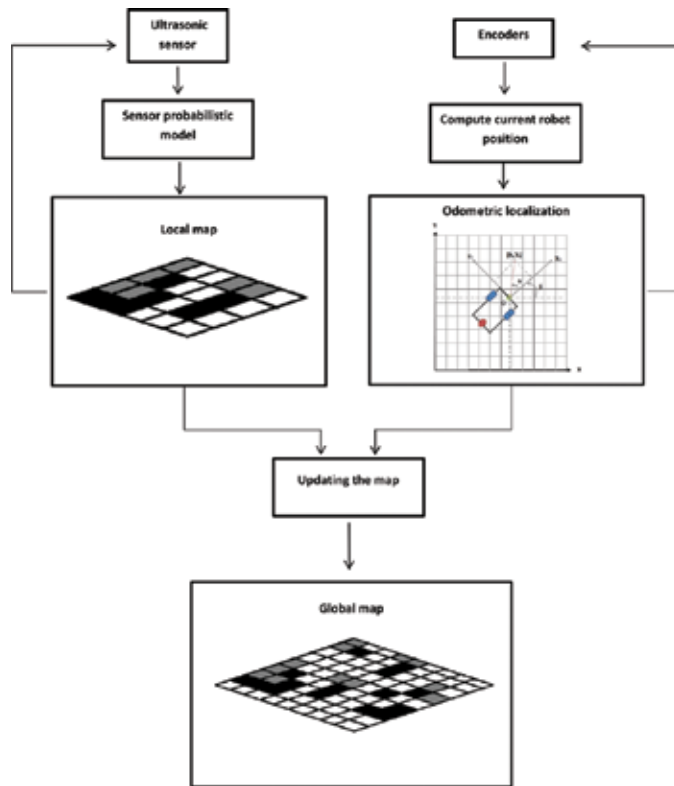 Ultrasonic
sensor
Encoders
Sensor probabilistic
model
Compute current robot
position
Local map
Odometric localization
Updating the map
Global map